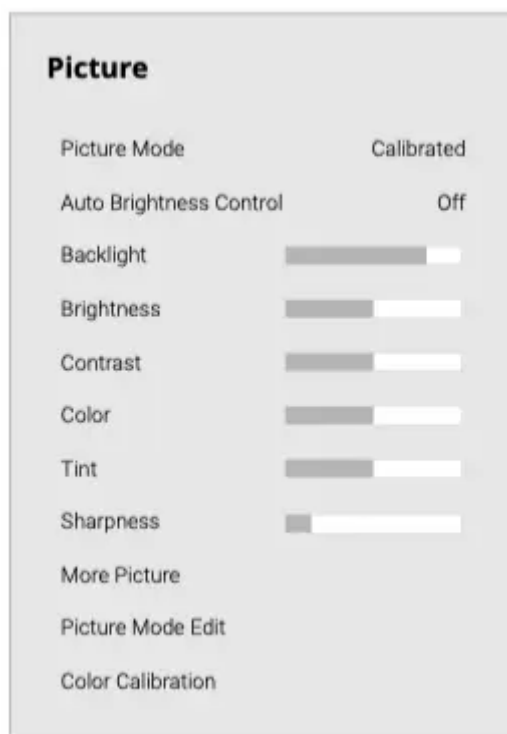 Picture
Picture Mode Calibrated
Auto Brightness Control Off
Backlight
Brightness
Contrast
Color
Tint
Sharpness
More Picture
Picture Mode Edit
Color Calibration